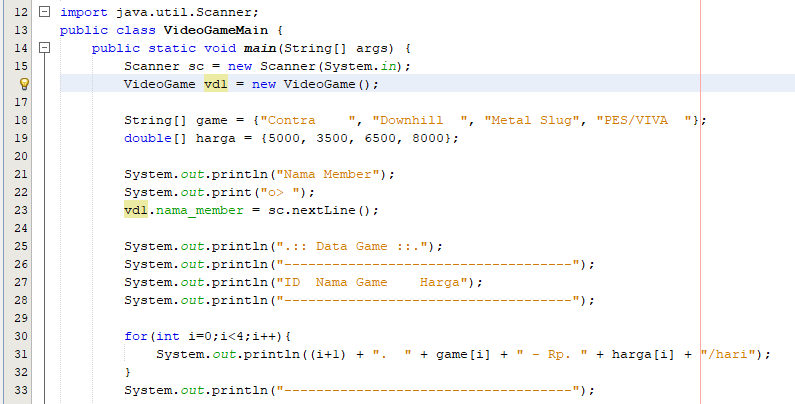 12 import java.util.Scanner;
13 public class VideoGameMain {
14     public static void main(String[] args) {
15         Scanner sc = new Scanner(System.in);
        VideoGame vdl = new VideoGame();
17
18         String[] game = {"Contra    ", "Downhill  ", "Metal Slug", "PES/VIVA  "};
19         double[] harga = {5000, 3500, 6500, 8000};
20
21         System.out.println("Nama Member");
22         System.out.print("o> ");
23         vdl.nama_member = sc.nextLine();
24
25         System.out.println(".:: Data Game ::.");
26         System.out.println("------------------------------------");
27         System.out.println("ID  Nama Game    Harga");
28         System.out.println("------------------------------------");
29
30         for(int i=0;i<4;i++){
31             System.out.println((i+1) + ".  " + game[i] + " - Rp. " + harga[i] + "/hari");
32         }
33         System.out.println("------------------------------------");